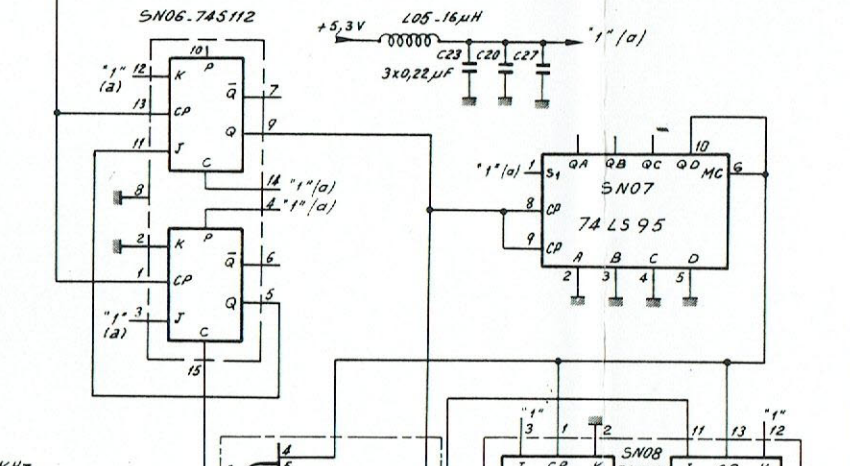 SN06-74S112
+5,3V
L05-16µH
"1"(a)
C23 C20 C27
3x0,22µF
10
P
"1" 12 K
(a)
Q̅ 7
13 CP
Q 9
11 J
C
14 "1"(a)
4 "1"(a)
8
P
2 K
Q̅ 6
1 CP
Q 5
"1" 3 J
(a)
C
15
10
QA QB QC QD
MC 6
"1"(a) 1 S1
SN07
8 CP
74LS95
9 CP
A B C D
2 3 4 5
4
"1" "1"
3 1 2 11 13 12
SN08